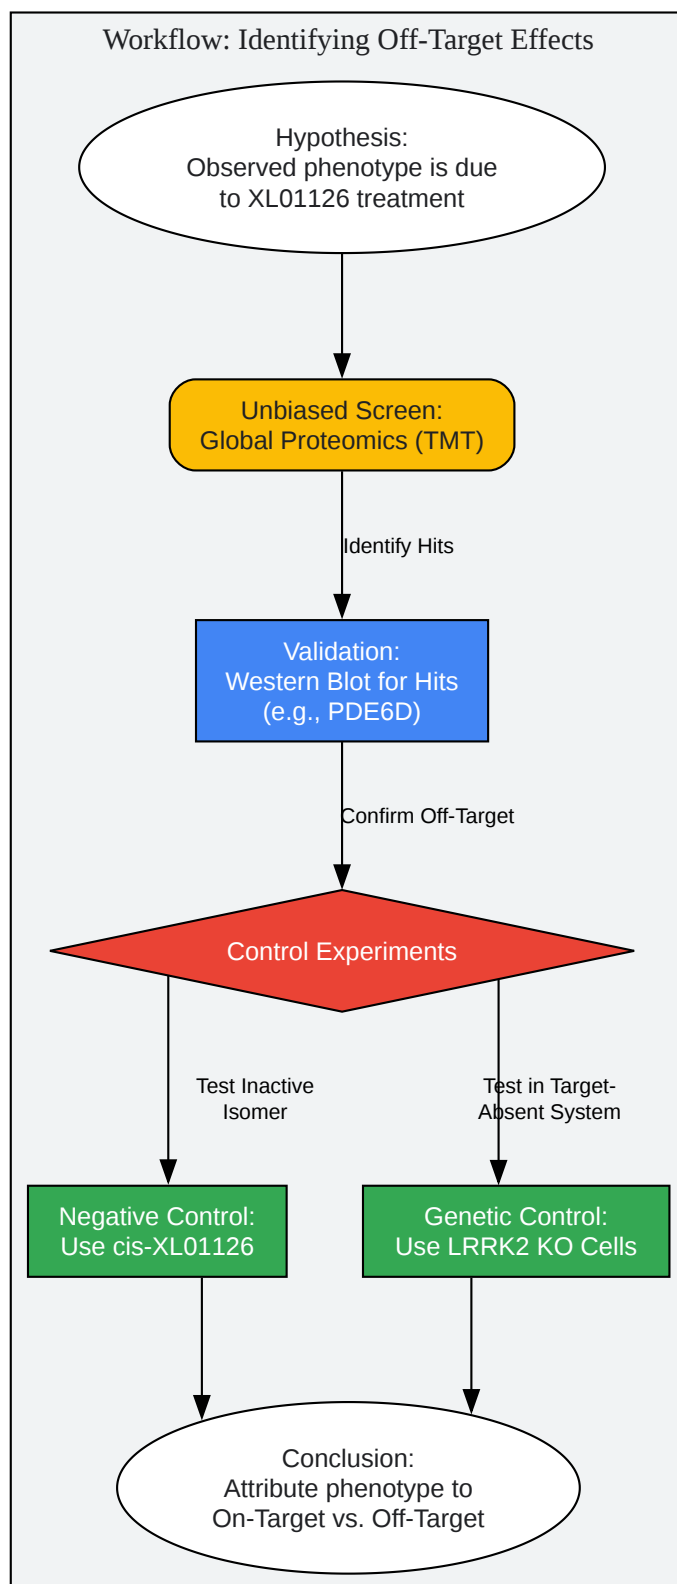 Workflow: Identifying Off-Target Effects
Hypothesis:
Observed phenotype is due
to XL01126 treatment
Unbiased Screen:
Global Proteomics (TMT)
Identify Hits
Validation:
Western Blot for Hits
(e.g., PDE6D)
Confirm Off-Target
Control Experiments
Test Inactive
Isomer
Test in Target-
Absent System
Negative Control:
Use cis-XL01126
Genetic Control:
Use LRRK2 KO Cells
Conclusion:
Attribute phenotype to
On-Target vs. Off-Target